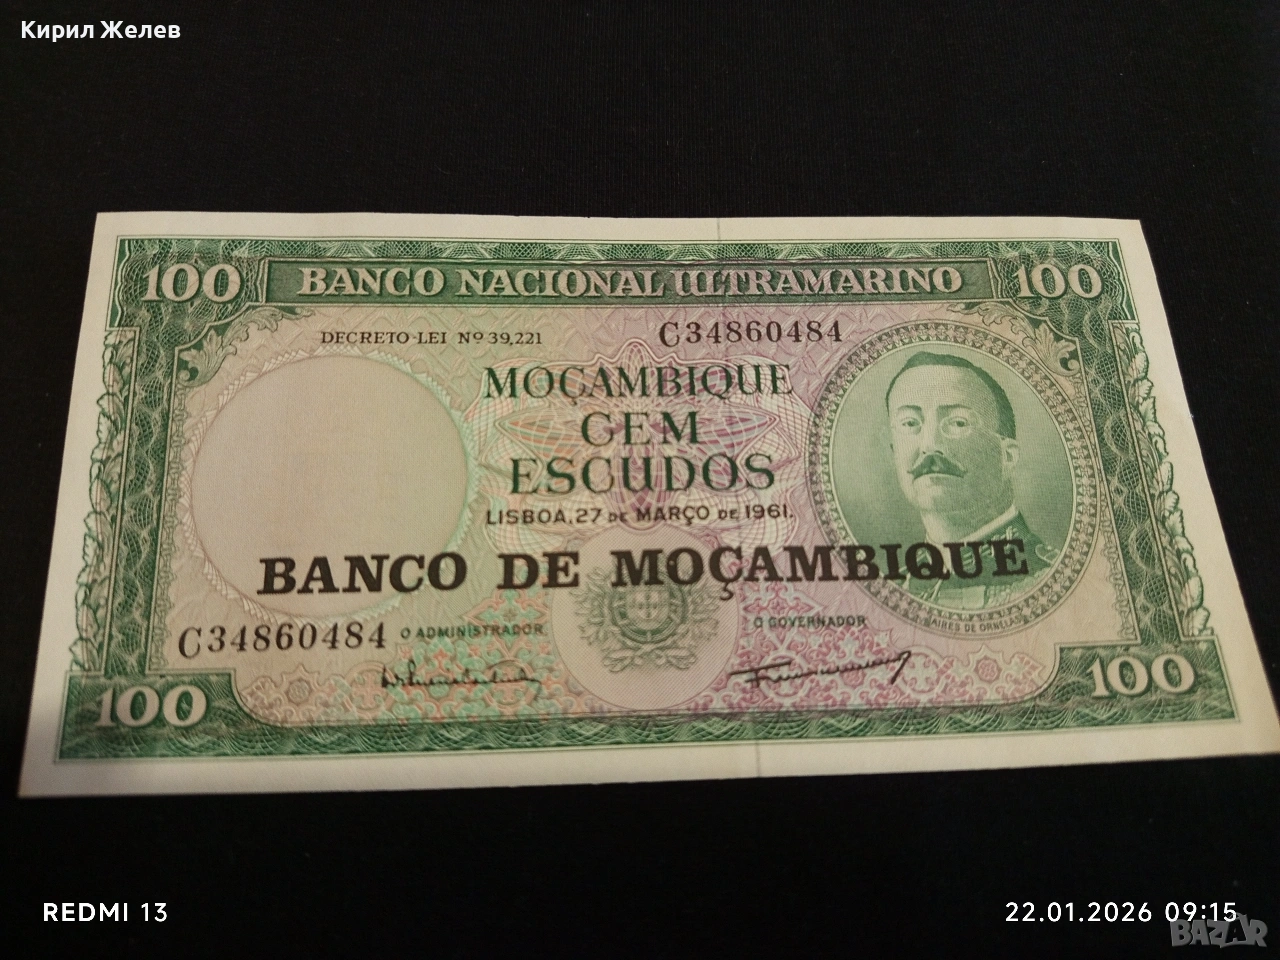 Кирил Желев
100 BANCO NACIONAL ULTRAMARINO 100
DECRETO-LEI Nº 39,221 C34860484
MOÇAMBIQUE
CEM
ESCUDOS
LISBOA, 27 DE MARÇO DE 1961.
BANCO DE MOÇAMBIQUE
C34860484 O ADMINISTRADOR O GOVERNADOR AIRES DE ORNELAS
100 100
REDMI 13 22.01.2026 09:15
BAZAR